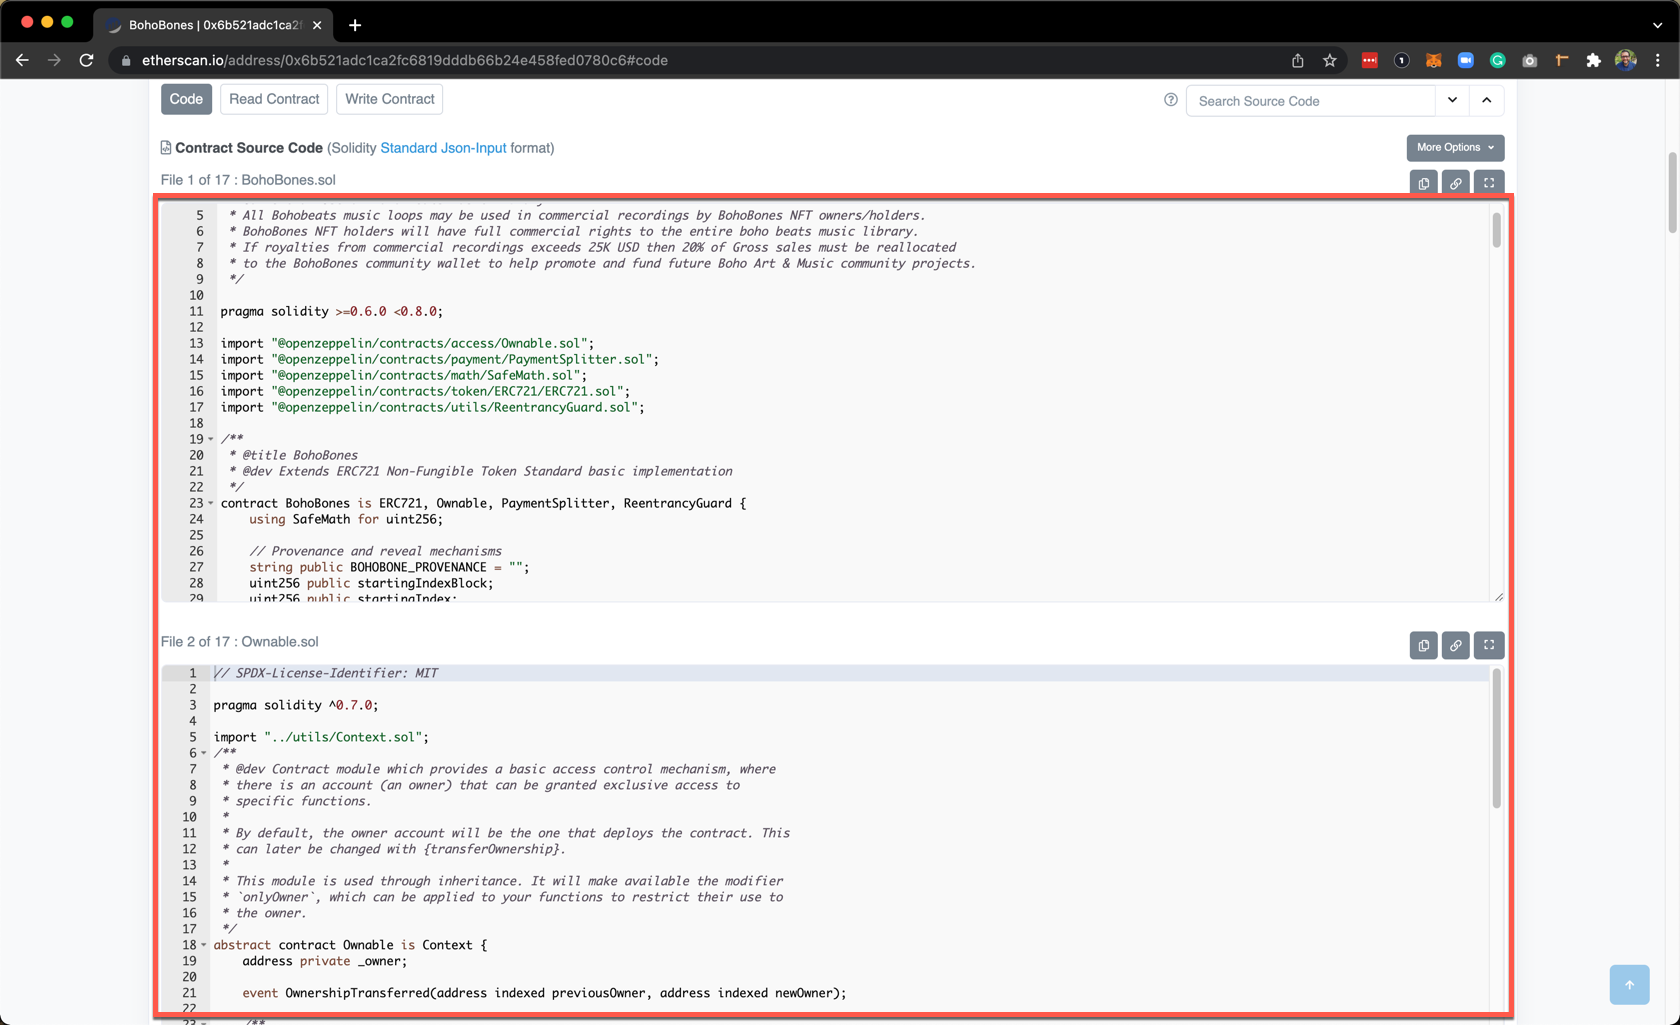 BohoBones | 0x6b521adc1ca2f
etherscan.io/address/0x6b521adc1ca2fc6819dddb66b24e458fed0780c6#code
Code
Read Contract
Write Contract
Search Source Code
Contract Source Code (Solidity Standard Json-Input format)
More Options
File 1 of 17 : BohoBones.sol
5 * All Bohobeats music loops may be used in commercial recordings by BohoBones NFT owners/holders.
6 * BohoBones NFT holders will have full commercial rights to the entire boho beats music library.
7 * If royalties from commercial recordings exceeds 25K USD then 20% of Gross sales must be reallocated
8 * to the BohoBones community wallet to help promote and fund future Boho Art & Music community projects.
9 */
10
11 pragma solidity >=0.6.0 <0.8.0;
12
13 import "@openzeppelin/contracts/access/Ownable.sol";
14 import "@openzeppelin/contracts/payment/PaymentSplitter.sol";
15 import "@openzeppelin/contracts/math/SafeMath.sol";
16 import "@openzeppelin/contracts/token/ERC721/ERC721.sol";
17 import "@openzeppelin/contracts/utils/ReentrancyGuard.sol";
18
19 /**
20 * @title BohoBones
21 * @dev Extends ERC721 Non-Fungible Token Standard basic implementation
22 */
23 contract BohoBones is ERC721, Ownable, PaymentSplitter, ReentrancyGuard {
24 using SafeMath for uint256;
25
26 // Provenance and reveal mechanisms
27 string public BOHOBONE_PROVENANCE = "";
28 uint256 public startingIndexBlock;
29 uint256 public startingIndex;
File 2 of 17 : Ownable.sol
1 // SPDX-License-Identifier: MIT
2
3 pragma solidity ^0.7.0;
4
5 import "../utils/Context.sol";
6 /**
7 * @dev Contract module which provides a basic access control mechanism, where
8 * there is an account (an owner) that can be granted exclusive access to
9 * specific functions.
10 *
11 * By default, the owner account will be the one that deploys the contract. This
12 * can later be changed with {transferOwnership}.
13 *
14 * This module is used through inheritance. It will make available the modifier
15 * `onlyOwner`, which can be applied to your functions to restrict their use to
16 * the owner.
17 */
18 abstract contract Ownable is Context {
19 address private _owner;
20
21 event OwnershipTransferred(address indexed previousOwner, address indexed newOwner);
22
23 /**